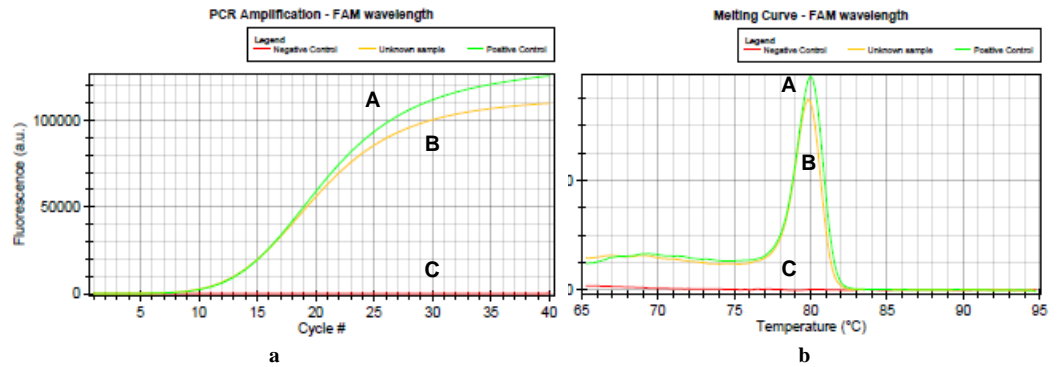 PCR Amplification - FAM wavelength
Legend
Negative Control Unknown sample Positive Control
A
B
C
100000
50000
0
Fluorescence (a.u.)
5 10 15 20 25 30 35 40
Cycle #
a
Melting Curve - FAM wavelength
Legend
Negative Control Unknown sample Positive Control
A
B
C
0
0
65 70 75 80 85 90 95
Temperature (°C)
b